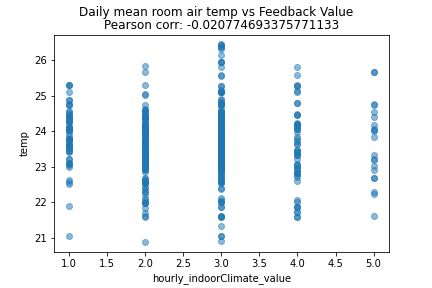 Daily mean room air temp vs Feedback Value
Pearson corr: -0.020774693375771133
26
25
24
23
22
21
temp
1.0 1.5 2.0 2.5 3.0 3.5 4.0 4.5 5.0
hourly_indoorClimate_value